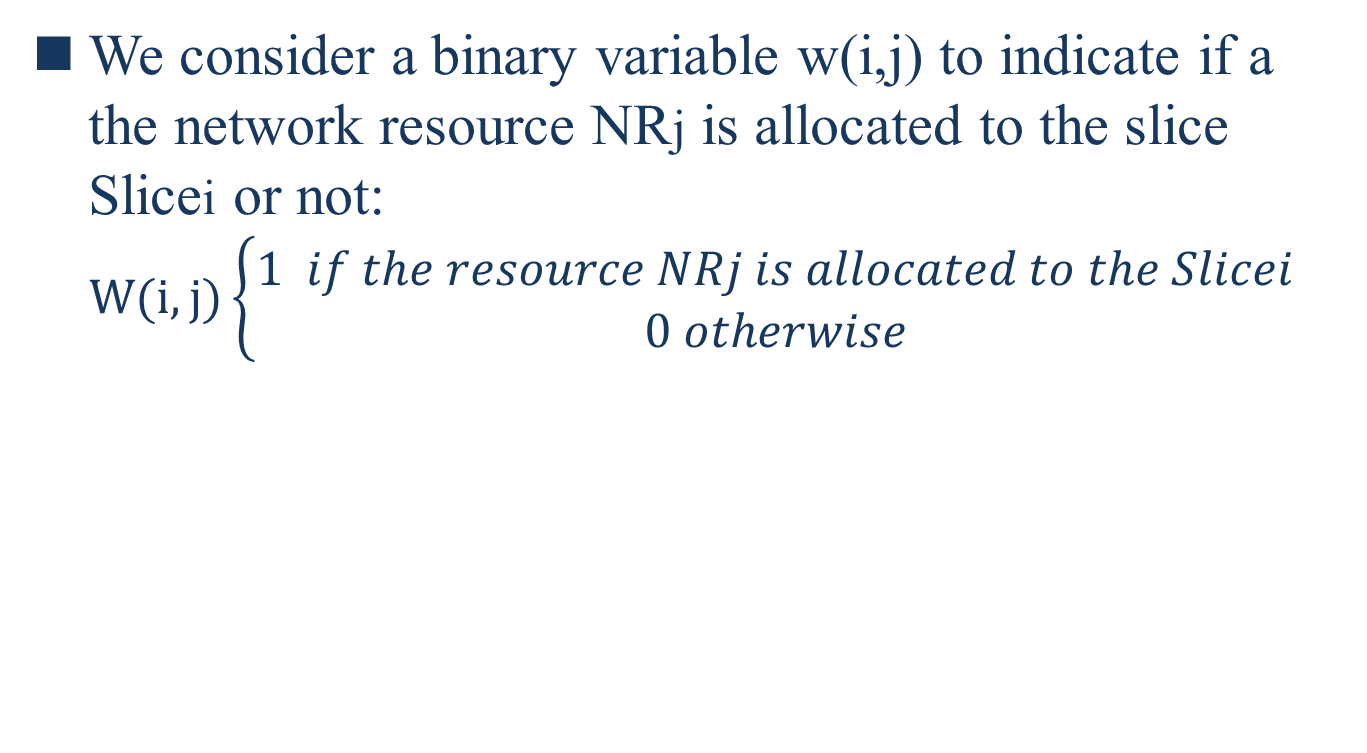 ■ We consider a binary variable w(i,j) to indicate if a
the network resource NRj is allocated to the slice
Slicei or not:
W(i, j) {1 if the resource NRj is allocated to the Slicei
0 otherwise